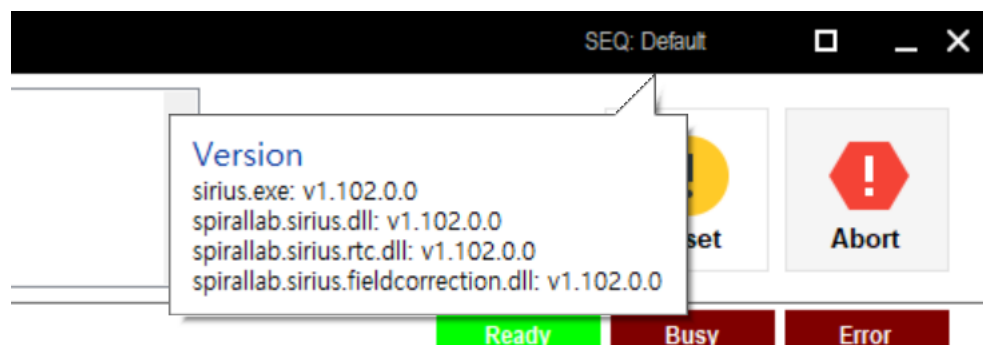 SEQ: Default
Version
sirius.exe: v1.102.0.0
spirallab.sirius.dll: v1.102.0.0
spirallab.sirius.rtc.dll: v1.102.0.0
spirallab.sirius.fieldcorrection.dll: v1.102.0.0
set Abort
Ready Busy Error